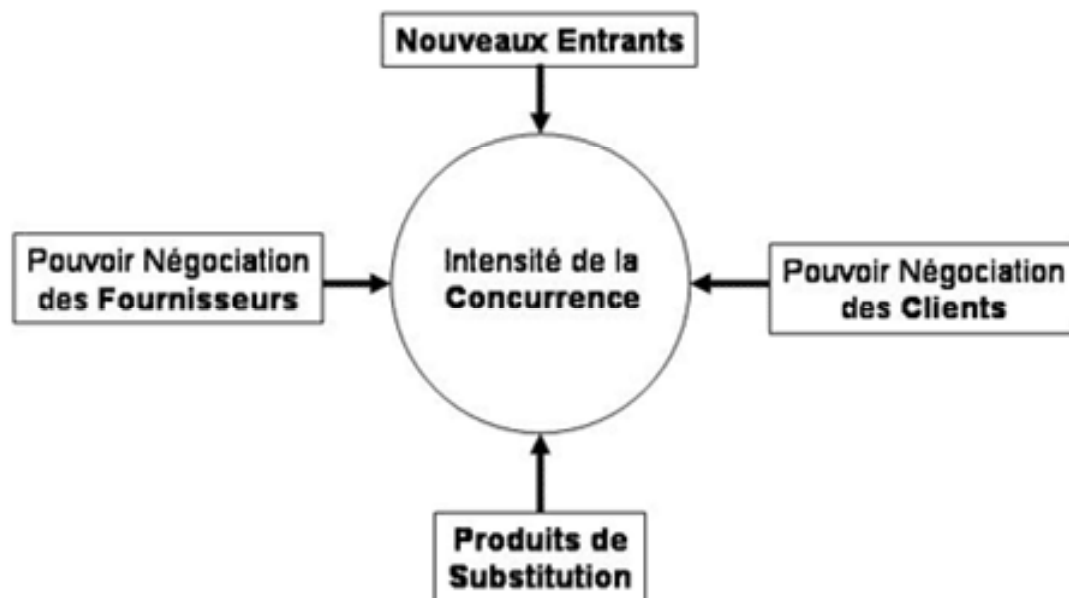 Nouveaux Entrants
Pouvoir Négociation
des Fournisseurs
Intensité de la
Concurrence
Pouvoir Négociation
des Clients
Produits de
Substitution